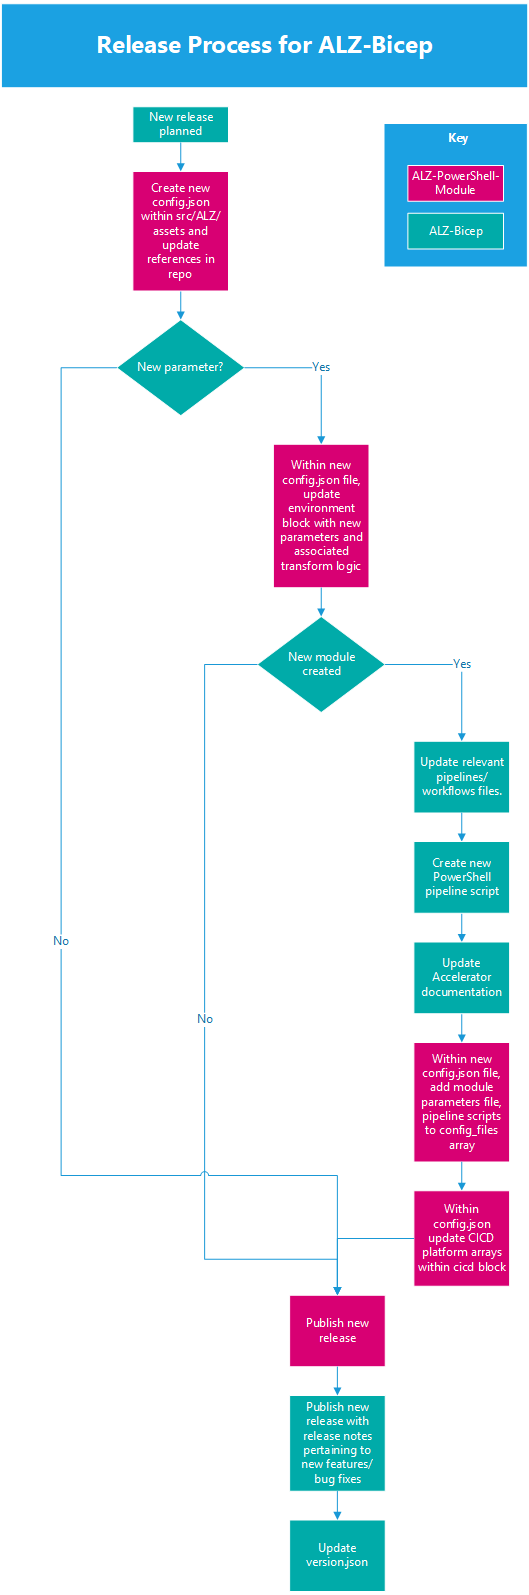 Release Process for ALZ-Bicep
New release
planned
Key
ALZ-PowerShell-
Module
ALZ-Bicep
Create new
config.json
within src/ALZ/
assets and
update
references in
repo
New parameter?
Yes
Within new
config.json file,
update
environment
block with new
parameters and
associated
transform logic
New module
created
Yes
Update relevant
pipelines/
workflows files.
Create new
PowerShell
pipeline script
No
Update
Accelerator
documentation
No
Within new
config.json file,
add module
parameters file,
pipeline scripts
to config_files
array
Within
config.json
update CICD
platform arrays
within cicd block
Publish new
release
Publish new
release with
release notes
pertaining to
new features/
bug fixes
Update
version.json